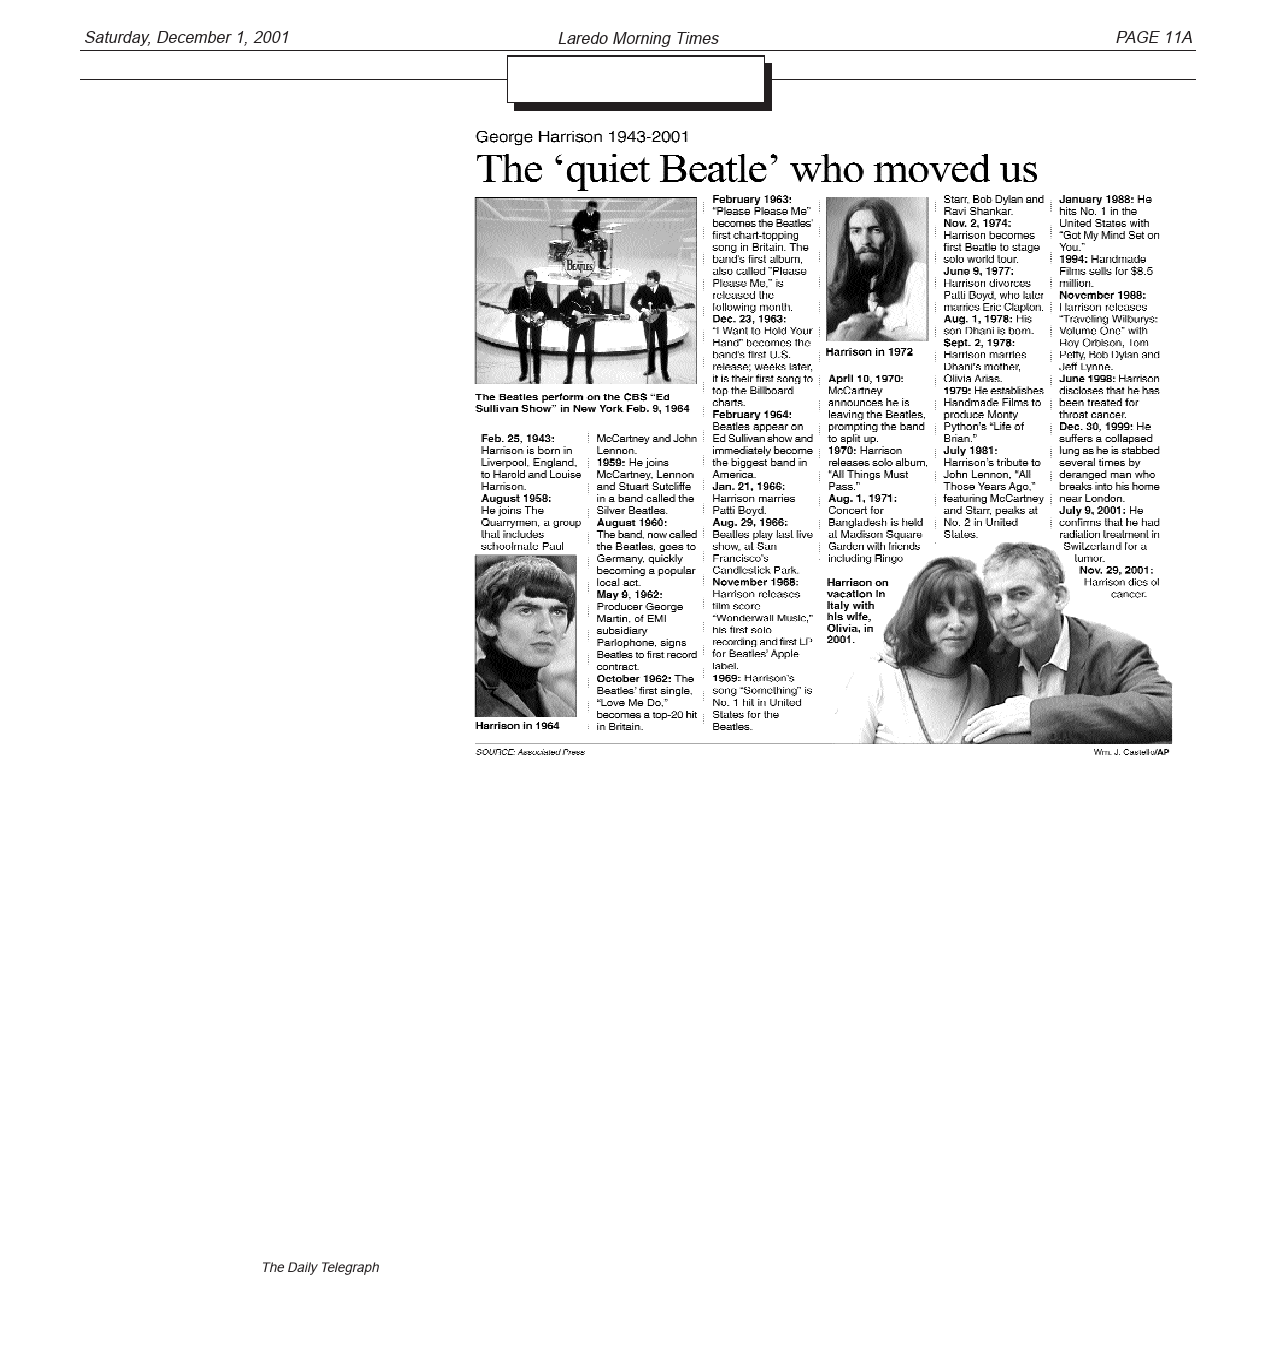 Saturday, December 1, 2001
Laredo Morning Times
PAGE 11A
George Harrison 1943-2001
The ‘quiet Beatle’ who moved us
BEATLES
The Beatles perform on the CBS “Ed
Sullivan Show” in New York Feb. 9, 1964
Feb. 25, 1943:
Harrison is born in
Liverpool, England,
to Harold and Louise
Harrison.
August 1958:
He joins The
Quarrymen, a group
that includes
schoolmate Paul
Harrison in 1964
McCartney and John
Lennon.
1959: He joins
McCartney, Lennon
and Stuart Sutcliffe
in a band called the
Silver Beatles.
August 1960:
The band, now called
the Beatles, goes to
Germany, quickly
becoming a popular
local act.
May 9, 1962:
Producer George
Martin, of EMI
subsidiary
Parlophone, signs
Beatles to first record
contract.
October 1962: The
Beatles’ first single,
“Love Me Do,”
becomes a top-20 hit
in Britain.
February 1963:
“Please Please Me”
becomes the Beatles’
first chart-topping
song in Britain. The
band’s first album,
also called “Please
Please Me,” is
released the
following month.
Dec. 23, 1963:
“I Want to Hold Your
Hand” becomes the
band’s first U.S.
release; weeks later,
it is their first song to
top the Billboard
charts.
February 1964:
Beatles appear on
Ed Sullivan show and
immediately become
the biggest band in
America.
Jan. 21, 1966:
Harrison marries
Patti Boyd.
Aug. 29, 1966:
Beatles play last live
show, at San
Francisco’s
Candlestick Park.
November 1968:
Harrison releases
film score
“Wonderwall Music,”
his first solo
recording and first LP
for Beatles’ Apple
label.
1969: Harrison’s
song “Something” is
No. 1 hit in United
States for the
Beatles.
Harrison in 1972
April 10, 1970:
McCartney
announces he is
leaving the Beatles,
prompting the band
to split up.
1970: Harrison
releases solo album,
“All Things Must
Pass.”
Aug. 1, 1971:
Concert for
Bangladesh is held
at Madison Square
Garden with friends
including Ringo
Harrison on
vacation in
Italy with
his wife,
Olivia, in
2001.
Starr, Bob Dylan and
Ravi Shankar.
Nov. 2, 1974:
Harrison becomes
first Beatle to stage
solo world tour.
June 9, 1977:
Harrison divorces
Patti Boyd, who later
marries Eric Clapton.
Aug. 1, 1978: His
son Dhani is born.
Sept. 2, 1978:
Harrison marries
Dhani’s mother,
Olivia Arias.
1979: He establishes
Handmade Films to
produce Monty
Python’s “Life of
Brian.”
July 1981:
Harrison’s tribute to
John Lennon, “All
Those Years Ago,”
featuring McCartney
and Starr, peaks at
No. 2 in United
States.
January 1988: He
hits No. 1 in the
United States with
“Got My Mind Set on
You.”
1994: Handmade
Films sells for $8.5
million.
November 1988:
Harrison releases
“Traveling Wilburys:
Volume One” with
Roy Orbison, Tom
Petty, Bob Dylan and
Jeff Lynne.
June 1998: Harrison
discloses that he has
been treated for
throat cancer.
Dec. 30, 1999: He
suffers a collapsed
lung as he is stabbed
several times by
deranged man who
breaks into his home
near London.
July 9, 2001: He
confirms that he had
radiation treatment in
Switzerland for a
tumor.
Nov. 29, 2001:
Harrison dies of
cancer.
SOURCE: Associated Press
Wm. J. Castello/AP
The Daily Telegraph